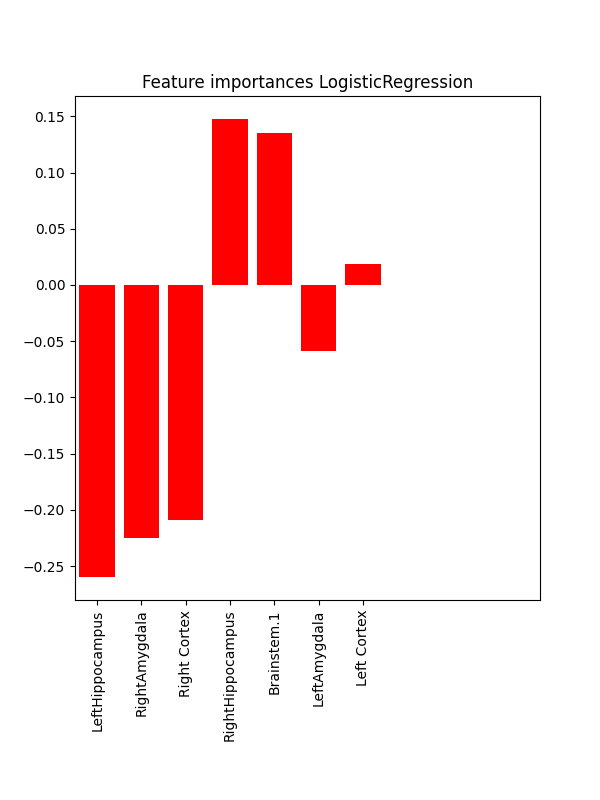 Feature importances LogisticRegression
0.15
0.10
0.05
0.00
−0.05
−0.10
−0.15
−0.20
−0.25
LeftHippocampus
RightAmygdala
Right Cortex
RightHippocampus
Brainstem.1
LeftAmygdala
Left Cortex